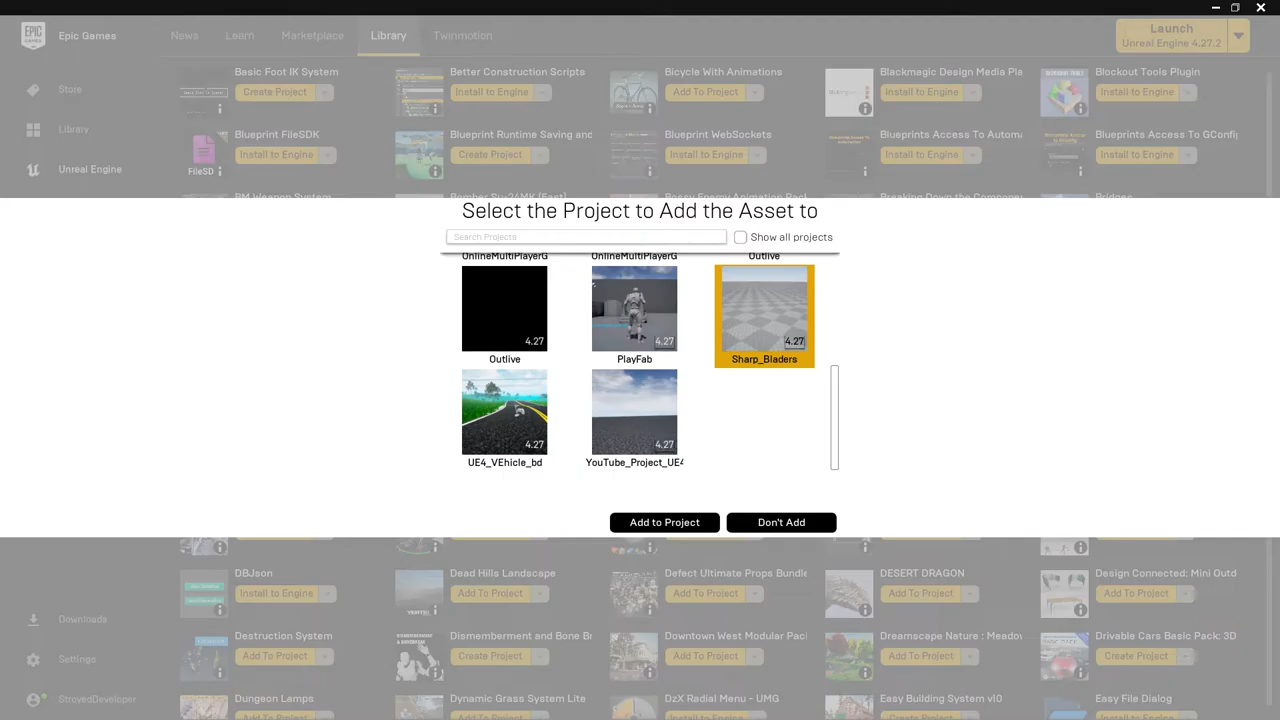 EPIC GAMES
Epic Games
News
Learn
Marketplace
Library
Twinmotion
Launch
Unreal Engine 4.27.2
Store
Library
Unreal Engine
Basic Foot IK System
Create Project
Better Construction Scripts
Install to Engine
Bicycle With Animations
Add To Project
Blackmagic Design Media Pla
Install to Engine
Blockout Tools Plugin
Install to Engine
Blueprint FileSDK
Install to Engine
FileSD
Blueprint Runtime Saving and
Create Project
Blueprint WebSockets
Install to Engine
Blueprints Access To Automa
Install to Engine
Blueprints Access To GConfig
Install to Engine
Select the Project to Add the Asset to
Search Projects
Show all projects
OnlineMultiPlayerG
OnlineMultiPlayerG
Outlive
4.27
4.27
4.27
Outlive
PlayFab
Sharp_Bladers
4.27
4.27
UE4_VEhicle_bd
YouTube_Project_UE4
Add to Project
Don't Add
DBJson
Install to Engine
Dead Hills Landscape
Add To Project
Defect Ultimate Props Bundle
Add To Project
DESERT DRAGON
Add To Project
Design Connected: Mini Outd
Add To Project
Downloads
Settings
StroyedDeveloper
Destruction System
Add To Project
Dismemberment and Bone Br
Create Project
Downtown West Modular Pac
Add To Project
Dreamscape Nature : Meadow
Add To Project
Drivable Cars Basic Pack: 3D
Create Project
Dungeon Lamps
Dynamic Grass System Lite
DzX Radial Menu - UMG
Easy Building System v10
Easy File Dialog